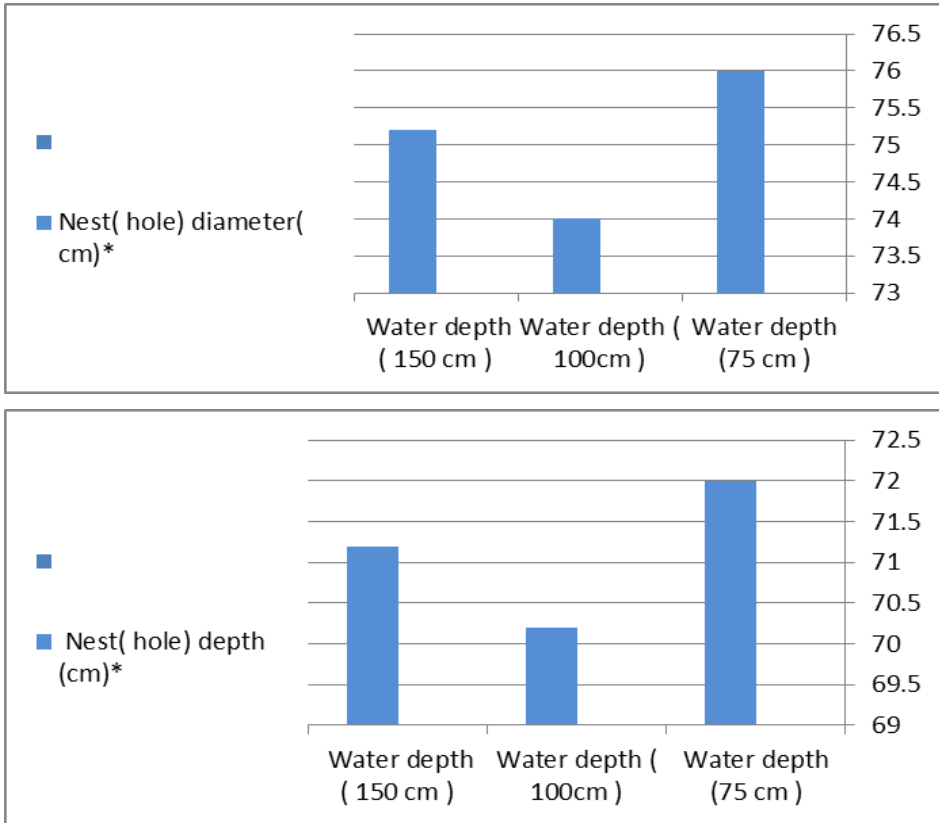 76.5
76
75.5
75
74.5
74
73.5
73
Nest( hole) diameter(
cm)*
Water depth
( 150 cm )
Water depth (
100cm )
Water depth
(75 cm )
72.5
72
71.5
71
70.5
70
69.5
69
Nest( hole) depth
(cm)*
Water depth
( 150 cm )
Water depth (
100cm )
Water depth
(75 cm )